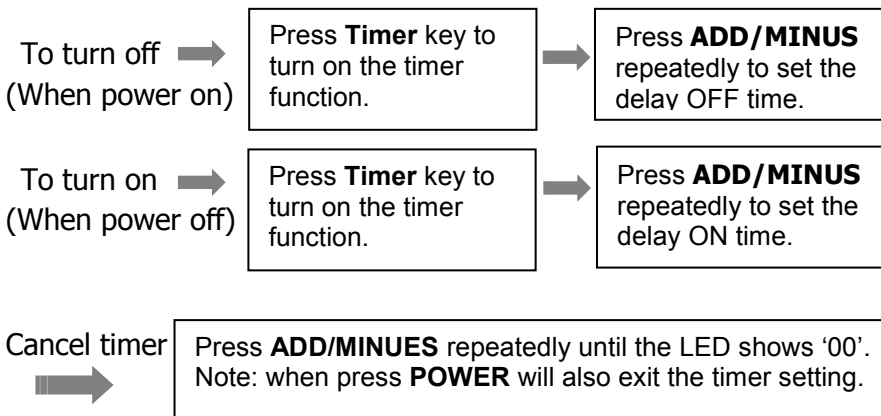 To turn off
(When power on)
Press Timer key to
turn on the timer
function.
Press ADD/MINUS
repeatedly to set the
delay OFF time.
To turn on
(When power off)
Press Timer key to
turn on the timer
function.
Press ADD/MINUS
repeatedly to set the
delay ON time.
Cancel timer
Press ADD/MINUES repeatedly until the LED shows ‘00’.
Note: when press POWER will also exit the timer setting.